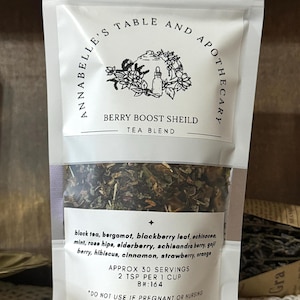 ANNABELLE'S TABLE AND APOTHECARY
BERRY BOOST SHEILD
TEA BLEND
black tea, bergamot, blackberry leaf, echinacea,
mint, rose hips, elderberry, schisandra berry, goji
berry, hibiscus, cinnamon, strawberry, orange
APPROX 30 SERVINGS
2 TSP PER 1 CUP
B#:164
*DO NOT USE IF PREGNANT OR NURSING